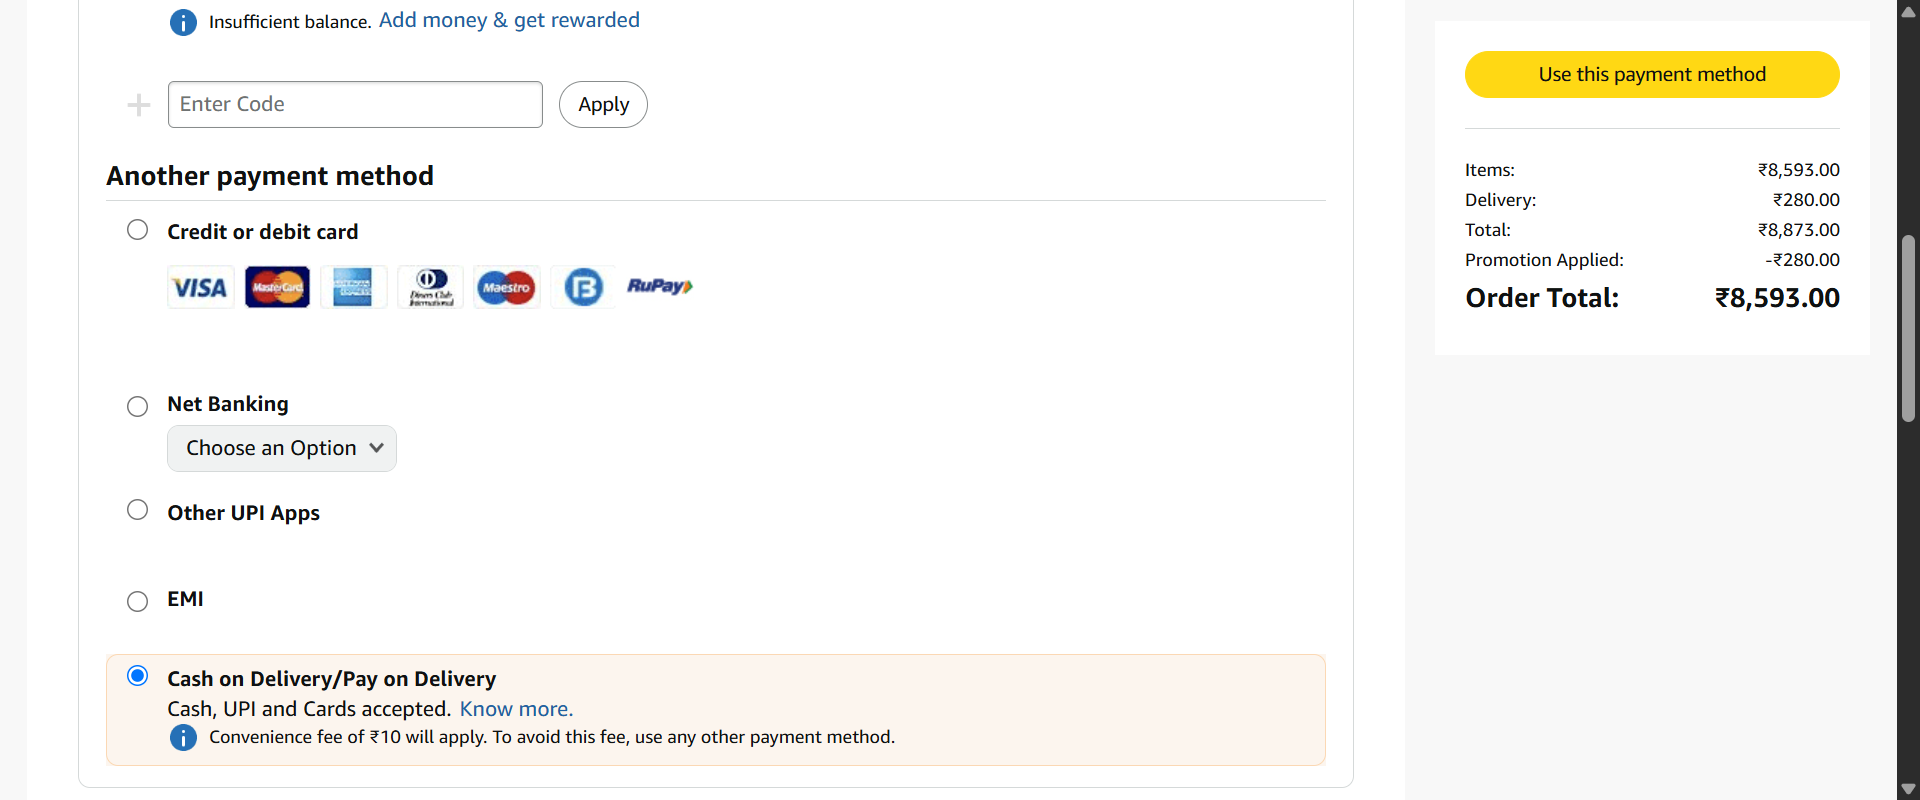 Insufficient balance. Add money & get rewarded
Enter Code
Apply
Another payment method
Credit or debit card
VISA
MasterCard
Diners Club International
Maestro
RuPay
Net Banking
Choose an Option
Other UPI Apps
EMI
Cash on Delivery/Pay on Delivery
Cash, UPI and Cards accepted. Know more.
Convenience fee of ₹10 will apply. To avoid this fee, use any other payment method.
Use this payment method
Items: ₹8,593.00
Delivery: ₹280.00
Total: ₹8,873.00
Promotion Applied: -₹280.00
Order Total: ₹8,593.00